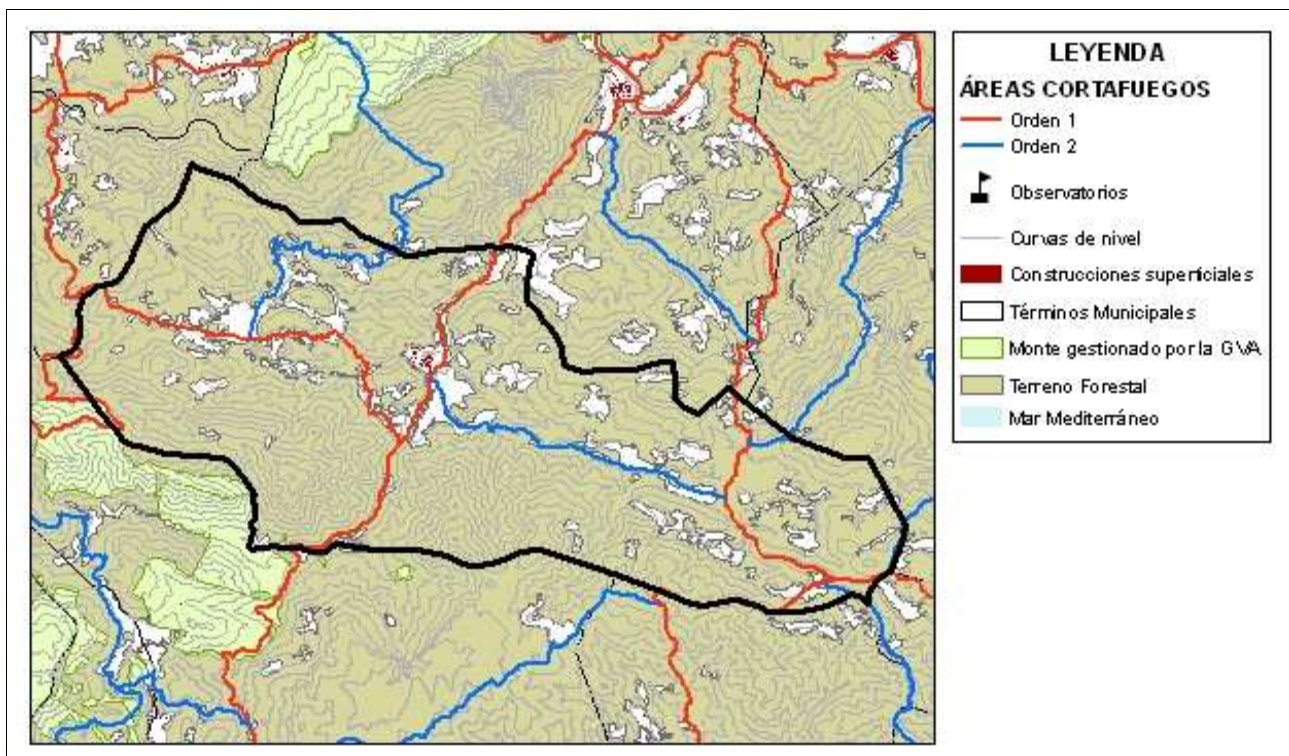 LEYENDA
ÁREAS CORTAFUEGOS
Orden 1
Orden 2
Observatorios
Curvas de nivel
Construcciones superficiales
Términos Municipales
Monte gestionado por la GVA
Terreno Forestal
Mar Mediterráneo